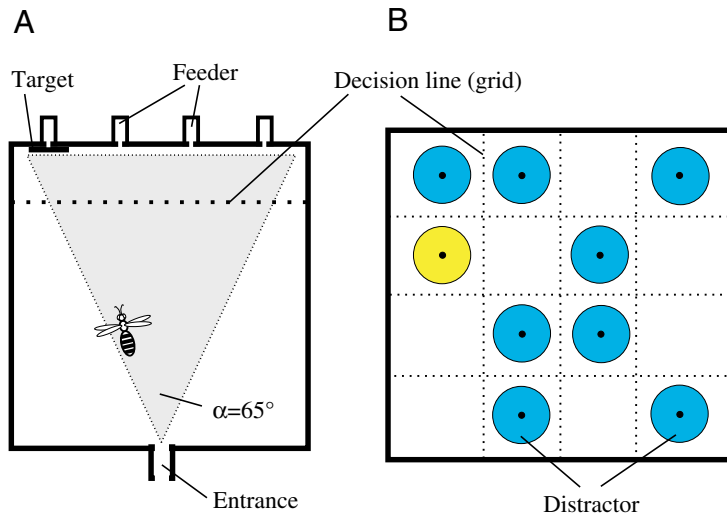 A
B
Target
Feeder
Decision line (grid)
α=65°
Entrance
Distractor